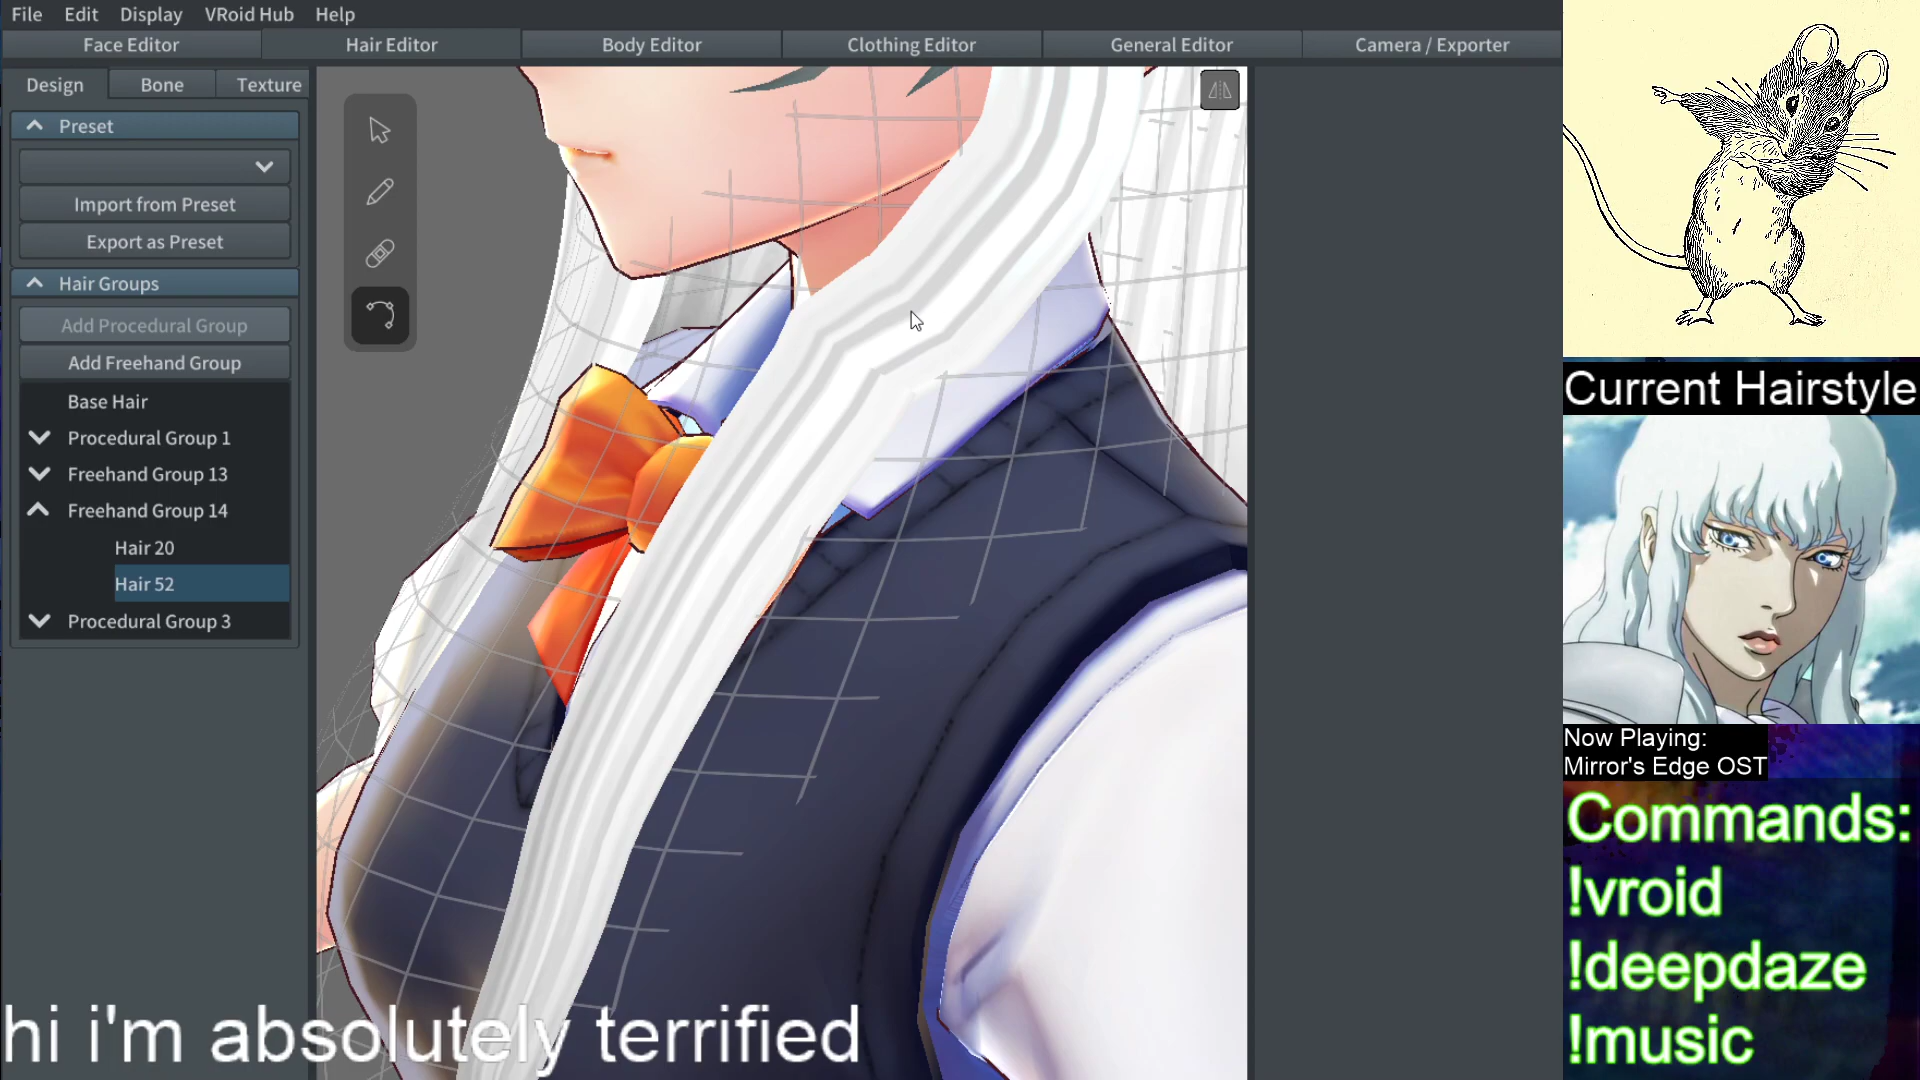 File Edit Display VRoid Hub Help
Face Editor Hair Editor Body Editor Clothing Editor General Editor Camera / Exporter
Design Bone Texture
Preset
Import from Preset
Export as Preset
Hair Groups
Add Procedural Group
Add Freehand Group
Base Hair
Procedural Group 1
Freehand Group 13
Freehand Group 14
Hair 20
Hair 52
Procedural Group 3
hi i'm absolutely terrified
Current Hairstyle
Now Playing:
Mirror's Edge OST
Commands:
!vroid
!deepdaze
!music